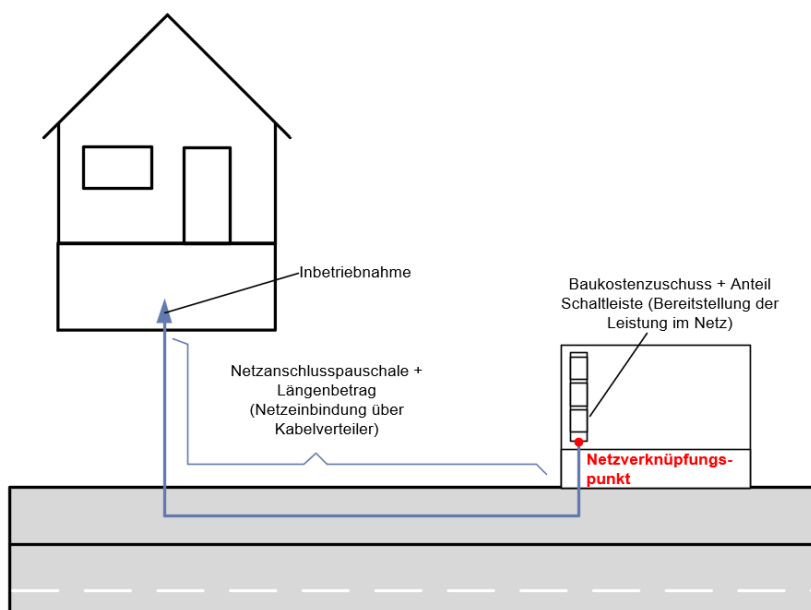 Inbetriebnahme
Baukostenzuschuss + Anteil
Schaltleiste (Bereitstellung der
Leistung im Netz)
Netzanschlusspauschale +
Längenbetrag
(Netzeinbindung über
Kabelverteiler)
Netzverknüpfungs-
punkt